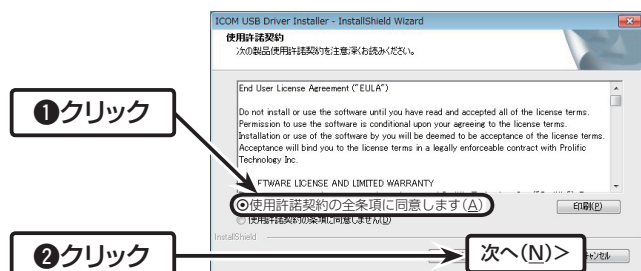 ICOM USB Driver Installer - InstallShield Wizard
使用許諾契約
次の製品使用許諾契約を注意深くお読みください。
End User License Agreement ("EULA")
Do not install or use the software until you have read and accepted all of the license terms.
Permission to use the software is conditional upon your agreeing to the license terms.
Installation or use of the software by you will be deemed to be acceptance of the license terms.
Acceptance will bind you to the license terms in a legally enforceable contract with Prolific
Technology Inc.
❶クリック
FTWARE LICENSE AND LIMITED WARRANTY
使用許諾契約の全条項に同意します(A)
印刷(P)
使用許諾契約の条項に同意しません(D)
InstallShield
❷クリック
次へ(N)>
キャンセル